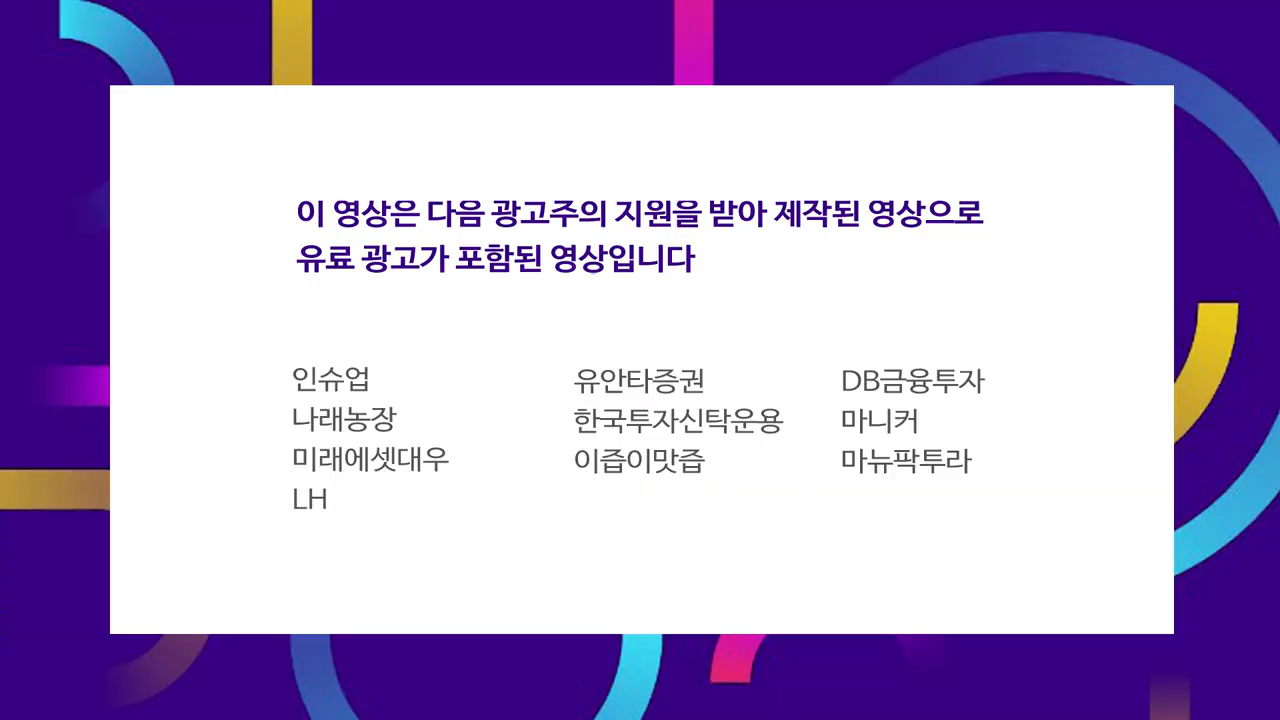 이 영상은 다음 광고주의 지원을 받아 제작된 영상으로
유료 광고가 포함된 영상입니다
인슈업
나래농장
미래에셋대우
LH
유안타증권
한국투자신탁운용
이즙이맛즙
DB금융투자
마니커
마뉴팍투라